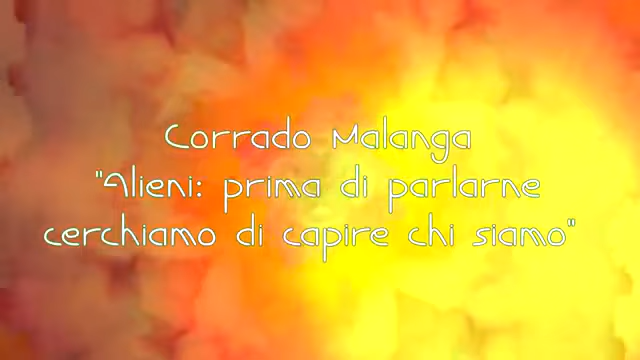 Corrado Malanga
"Alieni: prima di parlarne
cerchiamo di capire chi siamo"